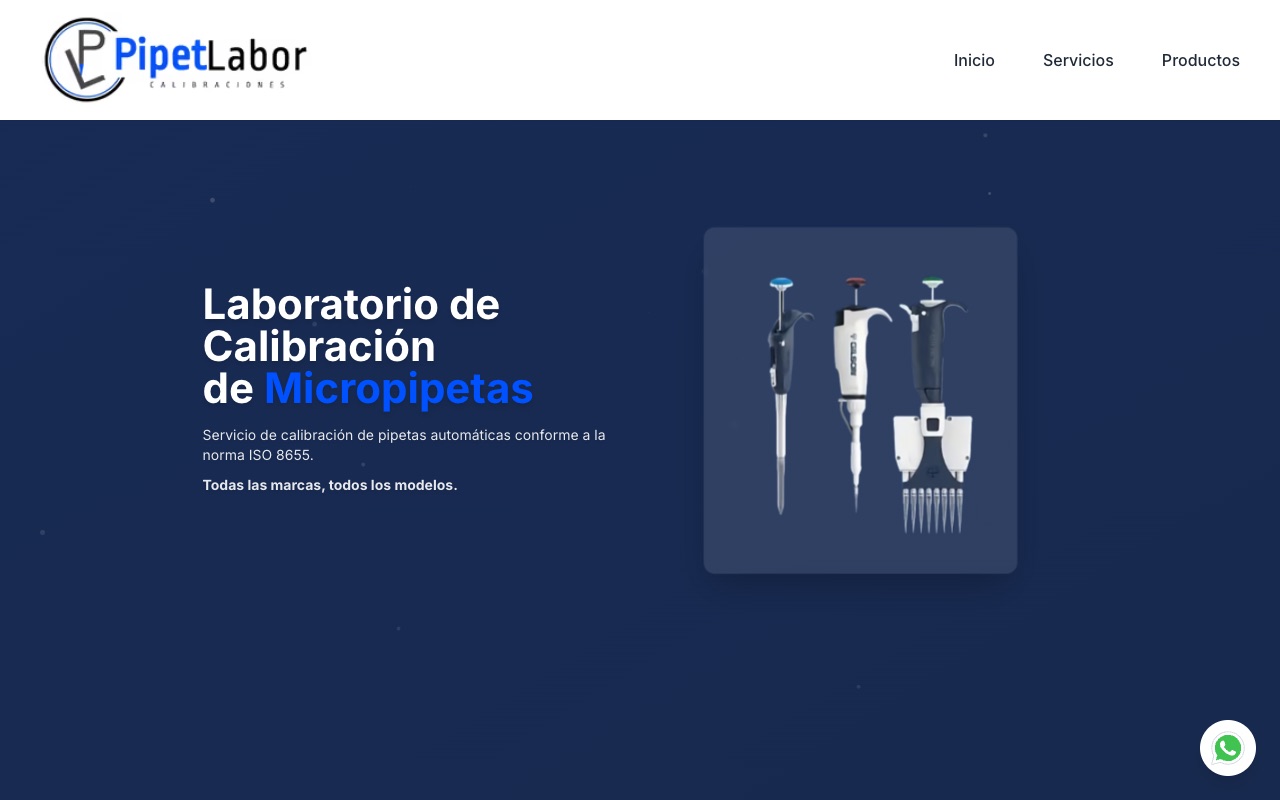 PipetLabor
CALIBRACIONES
Inicio
Servicios
Productos
Laboratorio de
Calibración
de Micropipetas
Servicio de calibración de pipetas automáticas conforme a la
norma ISO 8655.
Todas las marcas, todos los modelos.
GILSON